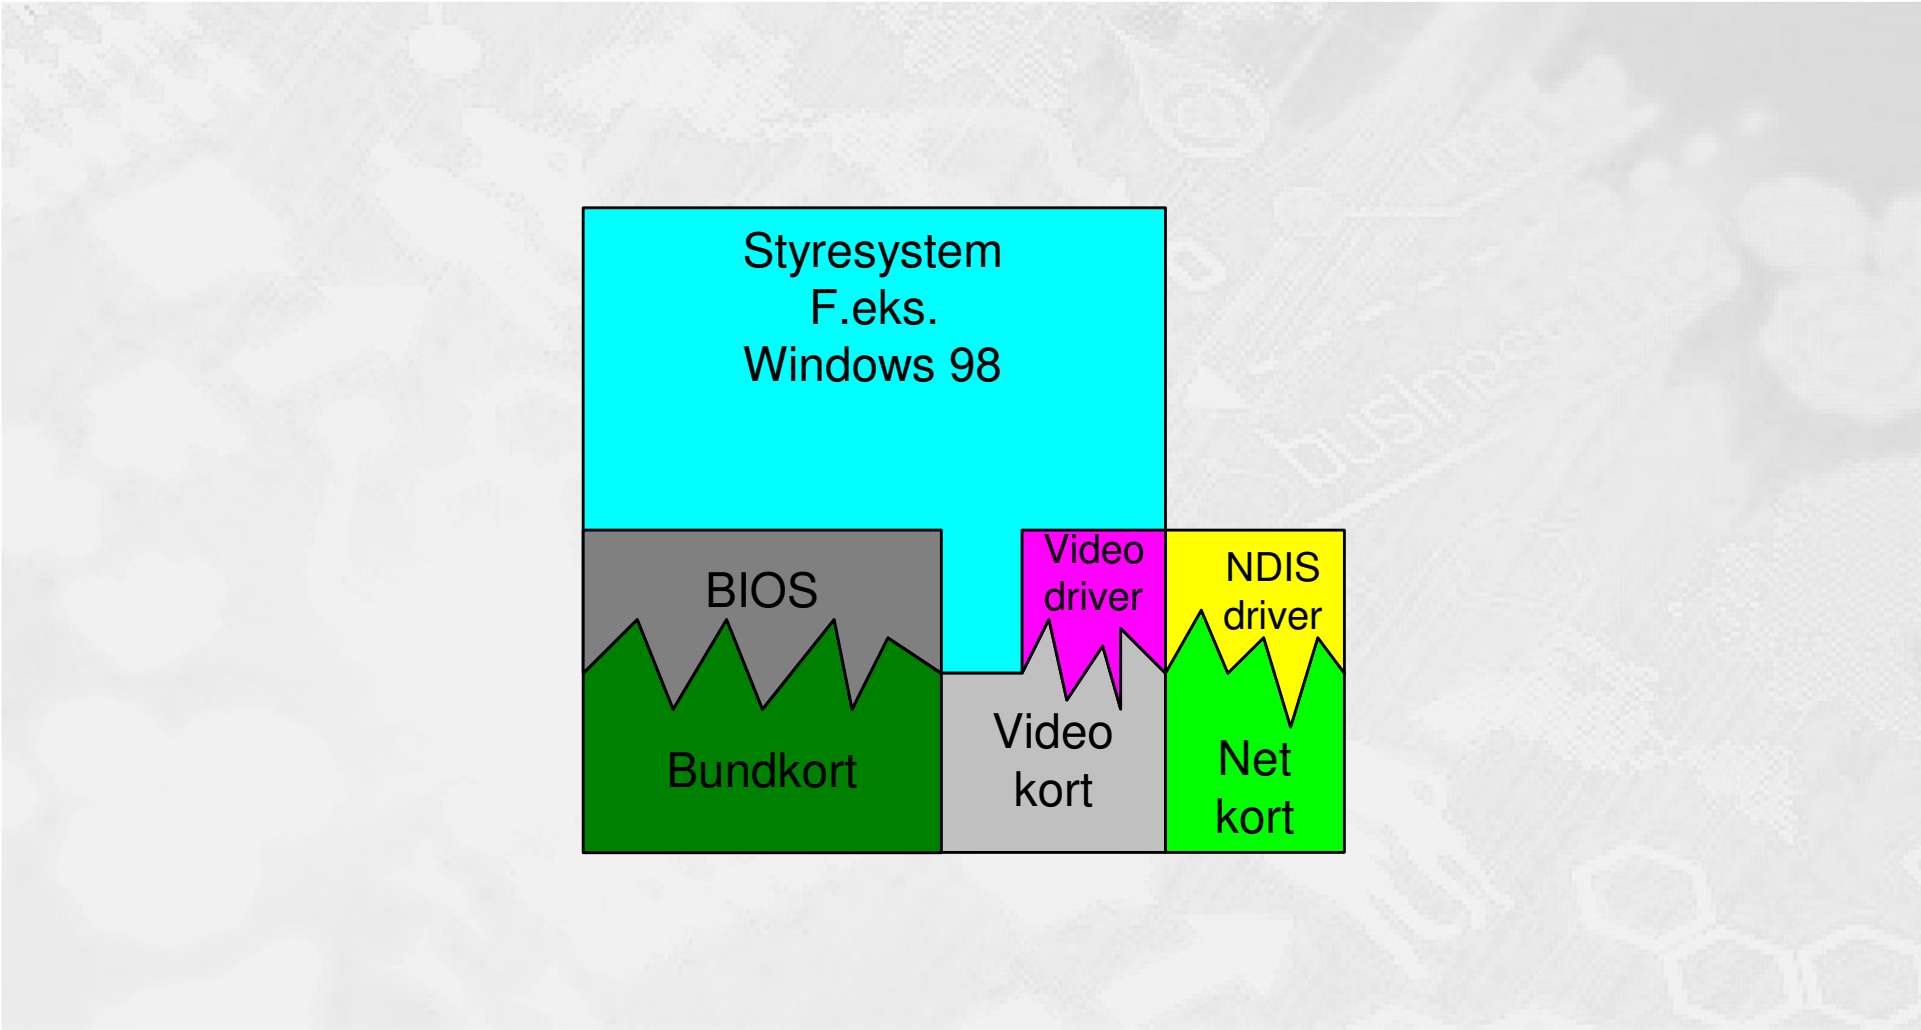 Styresystem
F.eks.
Windows 98
BIOS
Video
driver
NDIS
driver
Bundkort
Video
kort
Net
kort